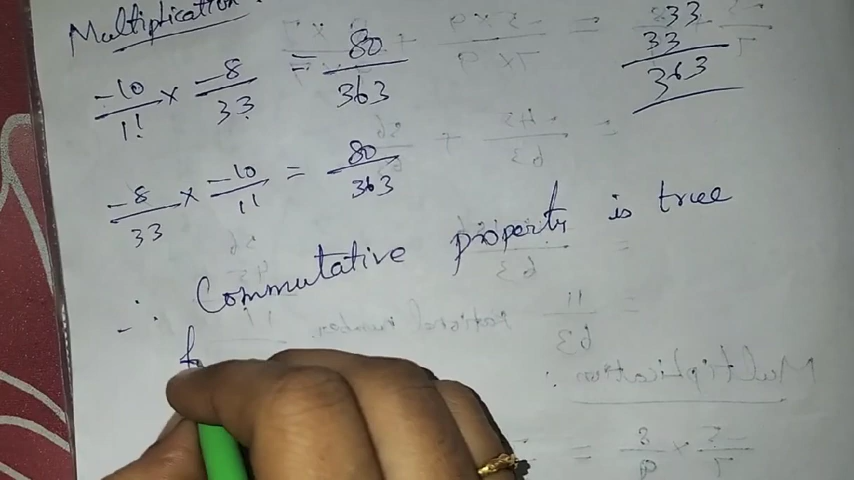 Multiplication:
-10/11 × -8/33 = 80/363
33
33
363
-8/33 × -10/11 = 80/363
∴ Commutative property is true